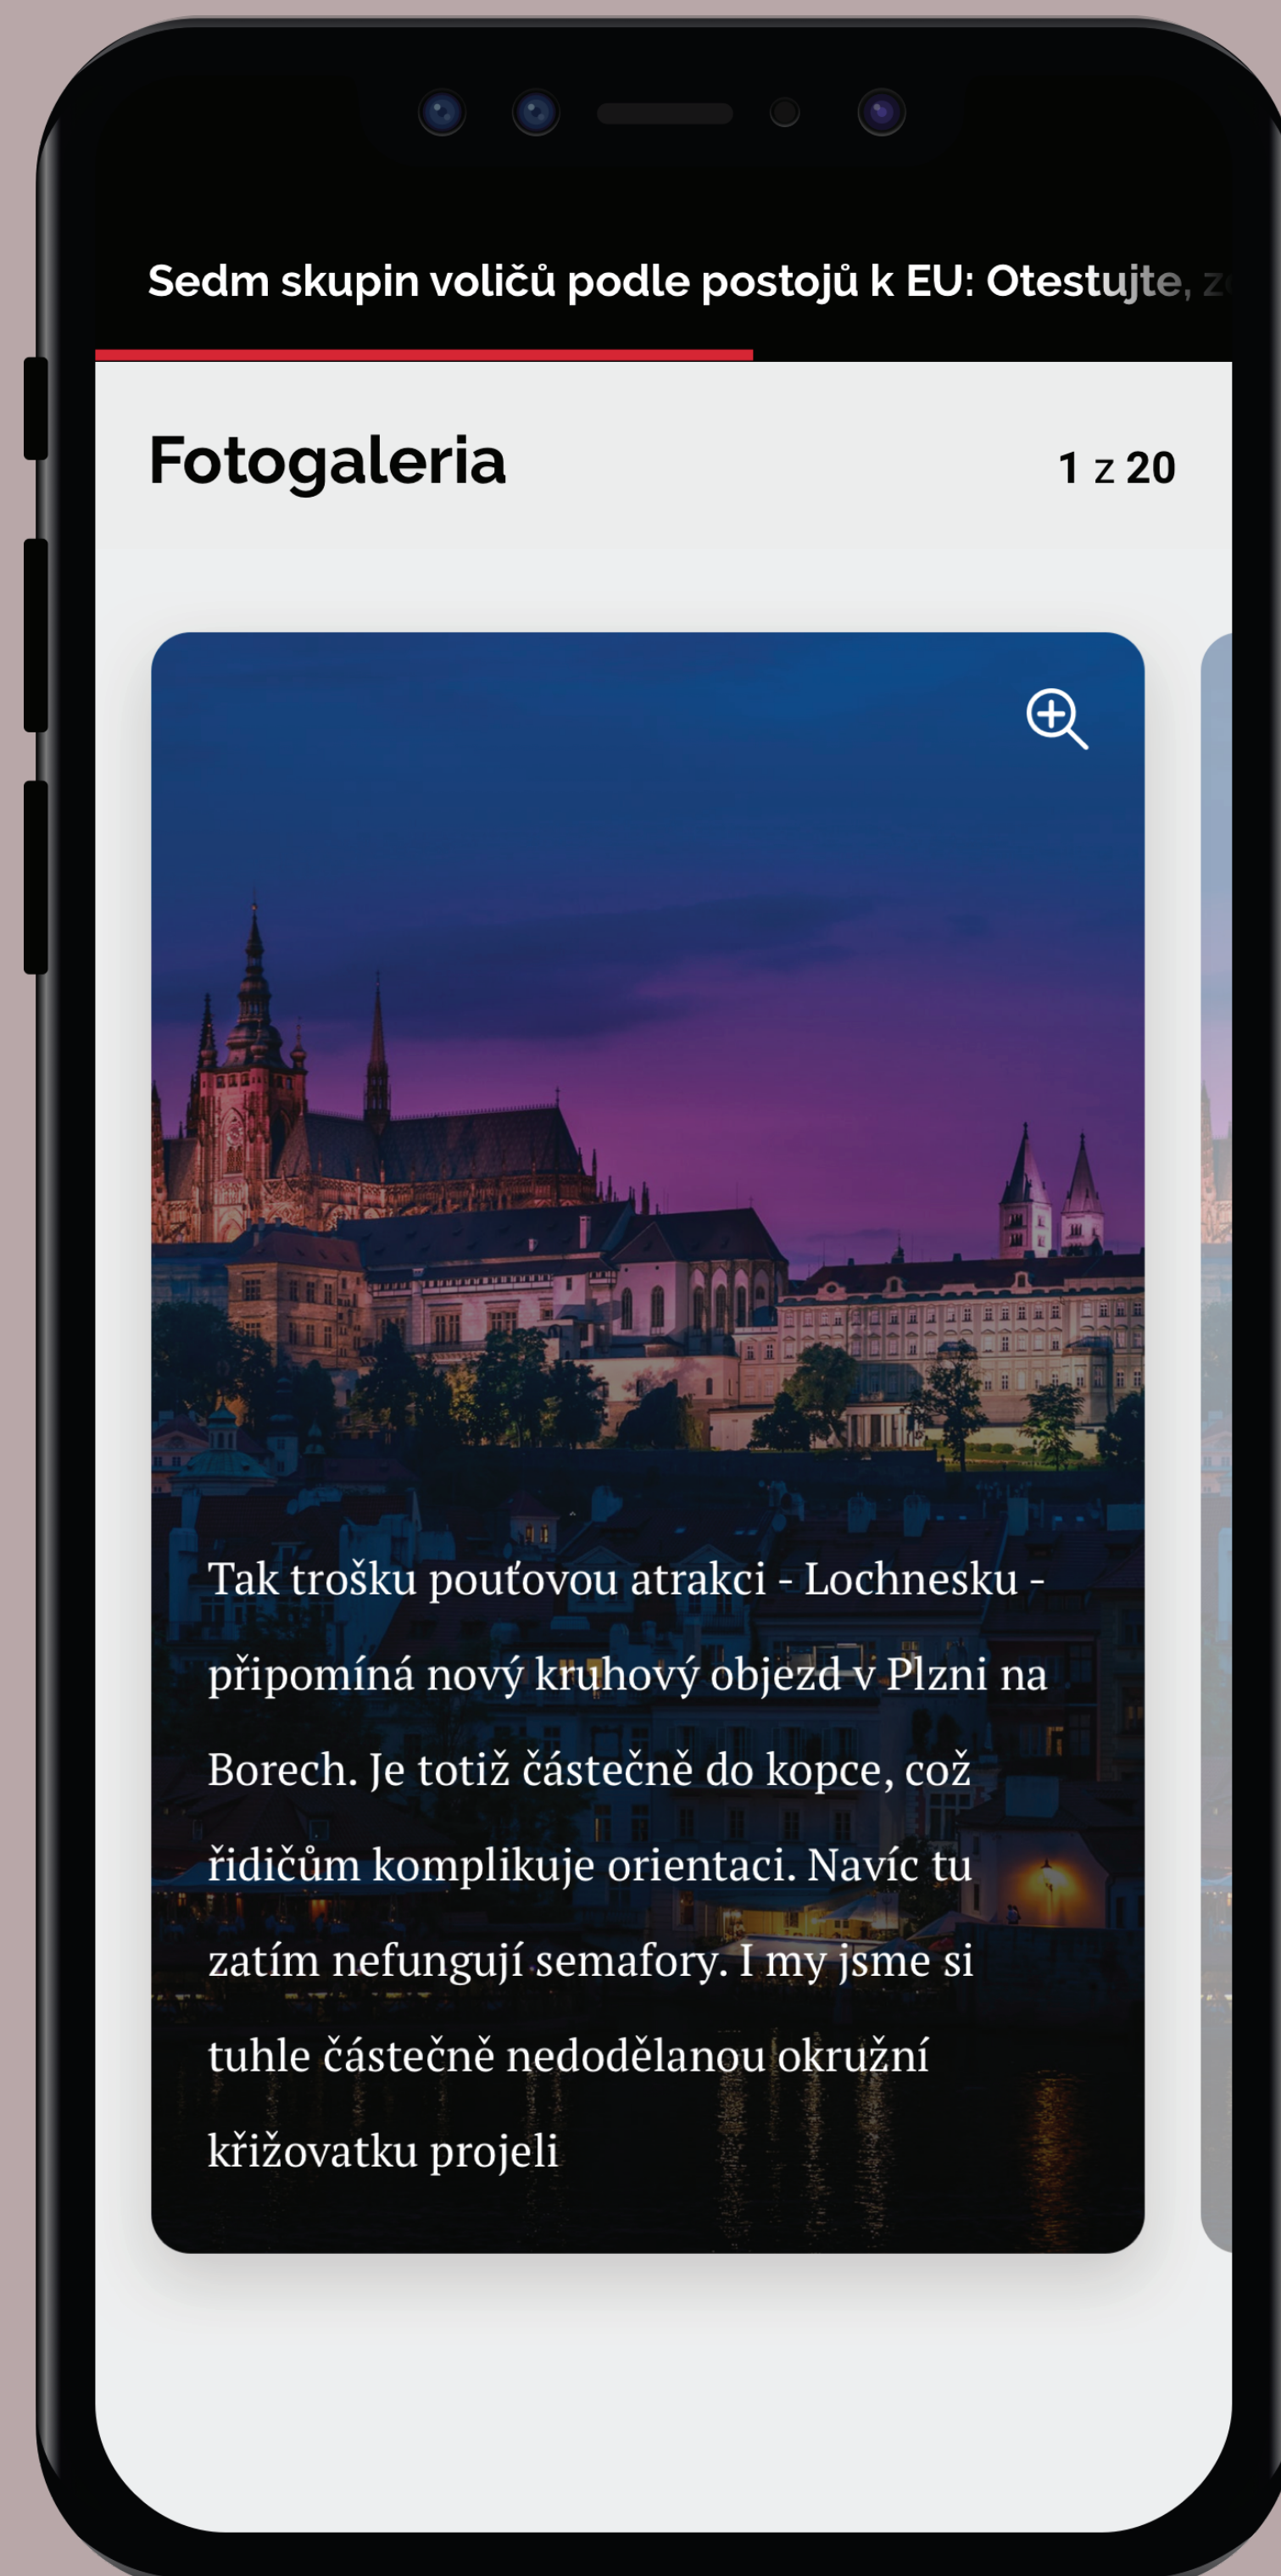 Sedm skupin voličů podle postojů k EU: Otestujte,
Fotogaleria
1 z 20
Tak trošku pouťovou atrakci - Lochnesku -
připomíná nový kruhový objezd v Plzni na
Borech. Je totiž částečně do kopce, což
řidičům komplikuje orientaci. Navíc tu
zatím nefungují semafory. I my jsme si
tuhle částečně nedodělanou okružní
křižovatku projeli